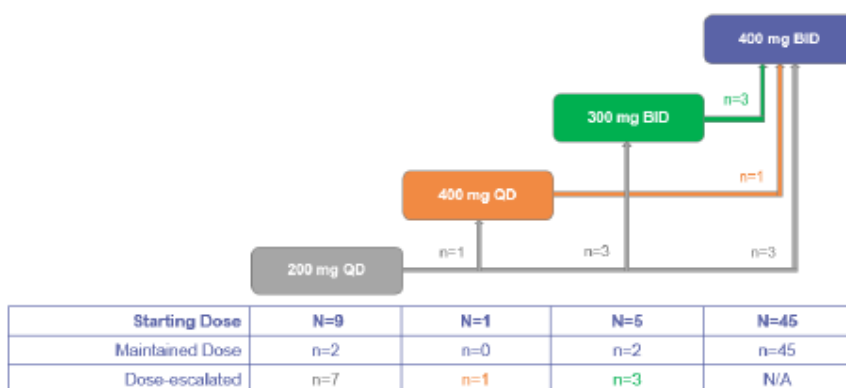 400 mg BID
n=3
300 mg BID
n=1
400 mg QD
n=1
n=3
n=3
200 mg QD
Starting Dose N=9 N=1 N=5 N=45
Maintained Dose n=2 n=0 n=2 n=45
Dose-escalated n=7 n=1 n=3 N/A